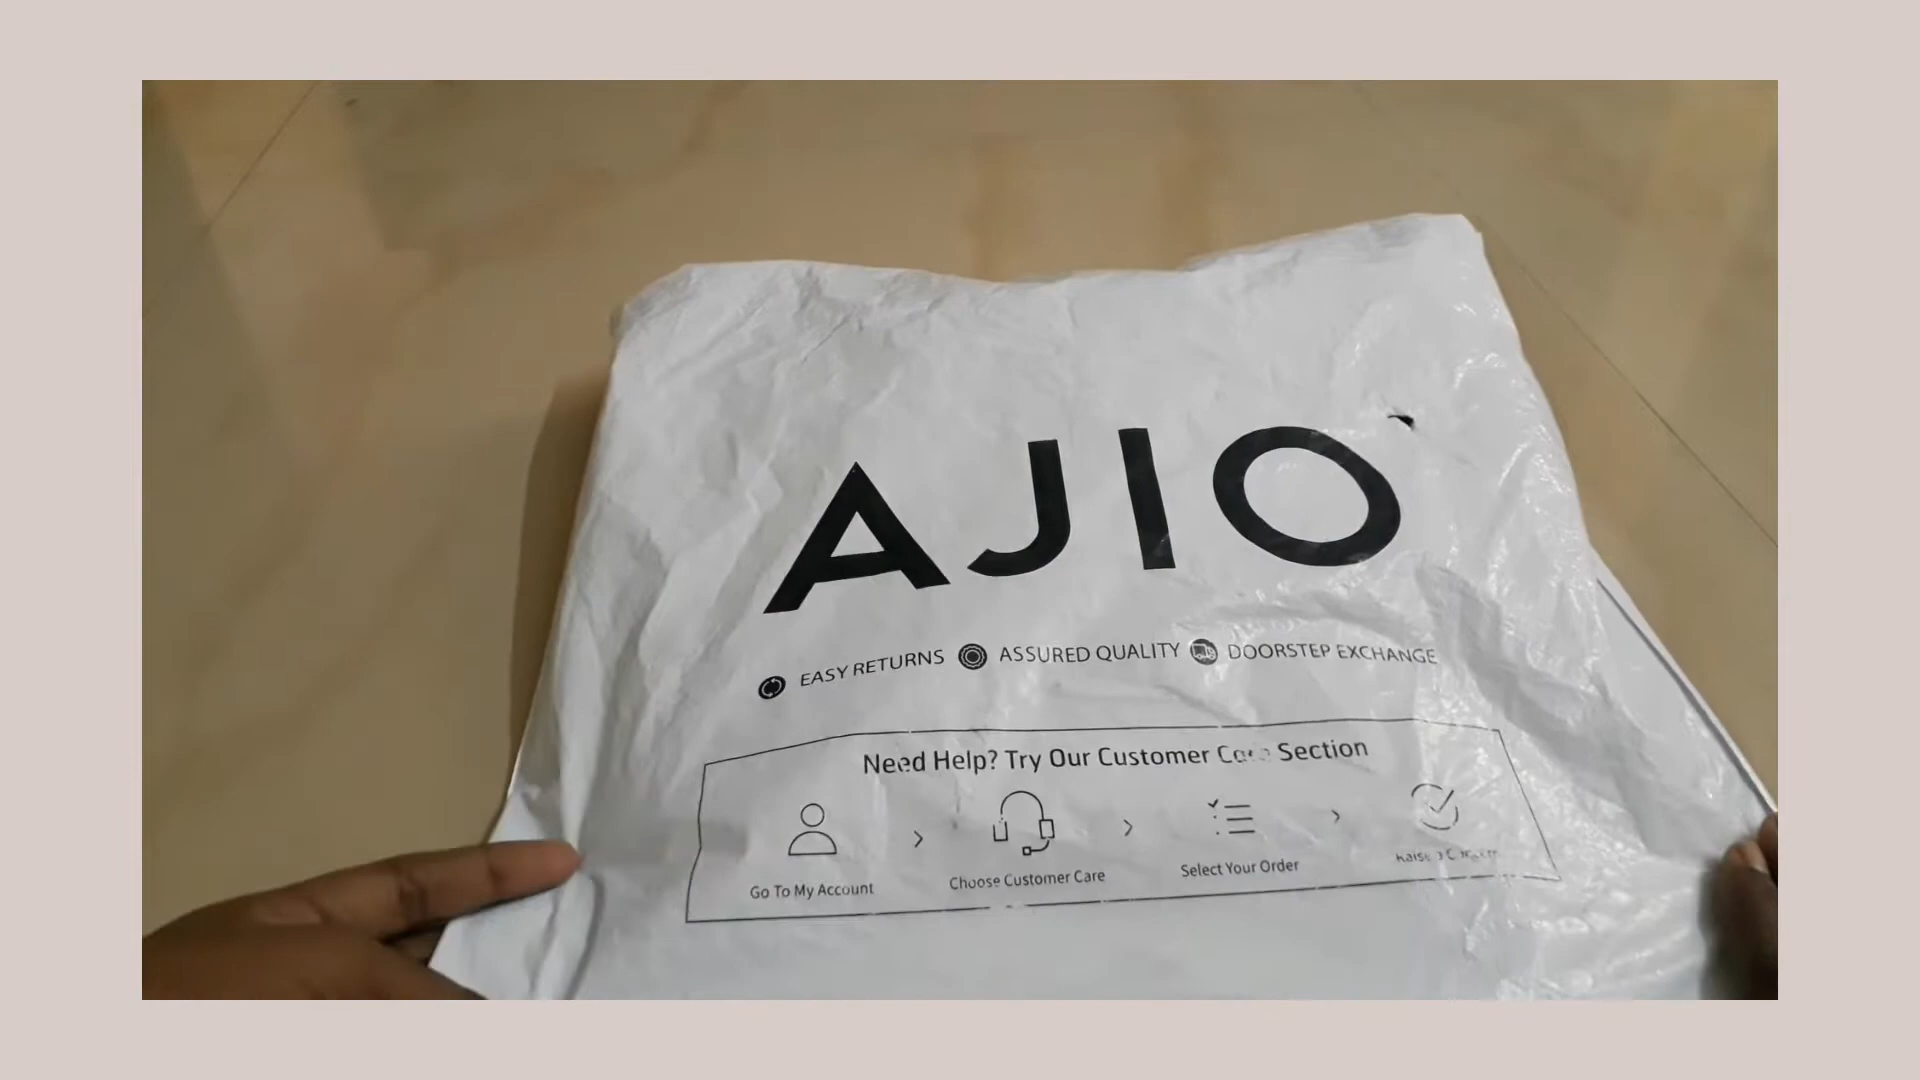 AJIO
EASY RETURNS ASSURED QUALITY DOORSTEP EXCHANGE
Need Help? Try Our Customer Section
Go To My Account
Choose Customer Care
Select Your Order